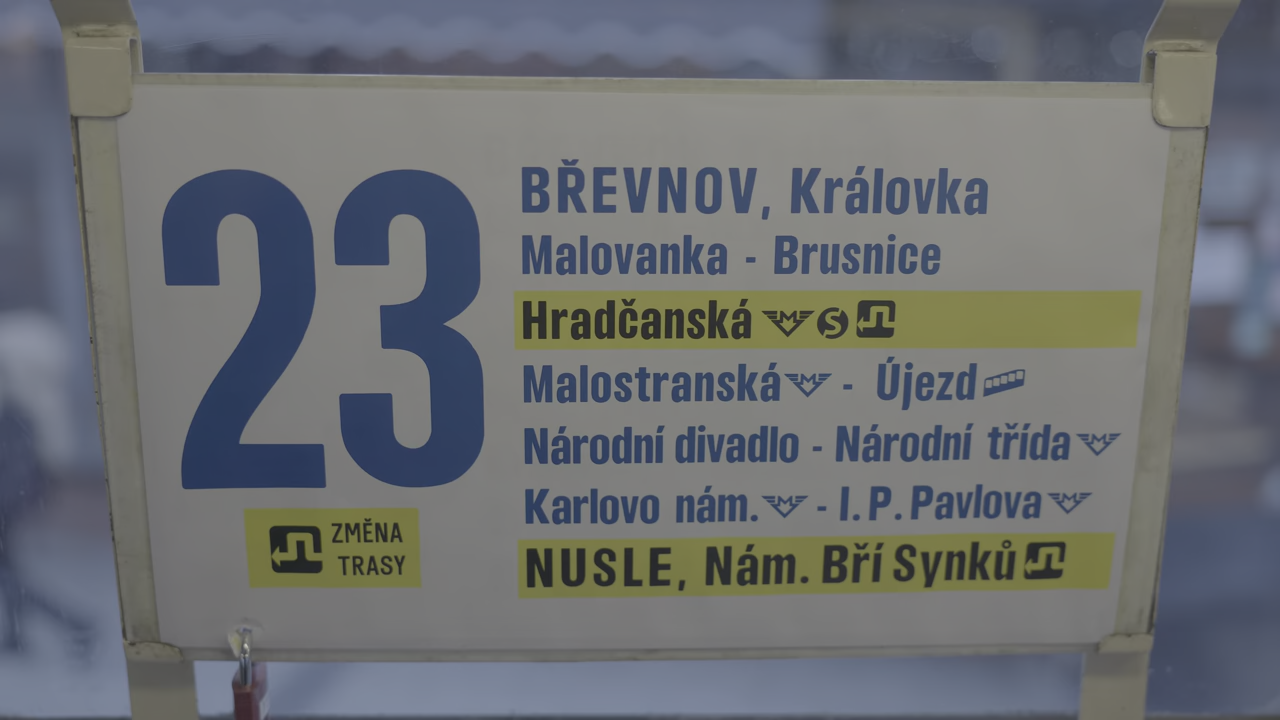 23
BŘEVNOV, Královka
Malovanka - Brusnice
Hradčanská M S
Malostranská M - Újezd
Národní divadlo - Národní třída M
Karlovo nám. M - I. P. Pavlova M
NUSLE, Nám. Bří Synků
ZMĚNA
TRASY